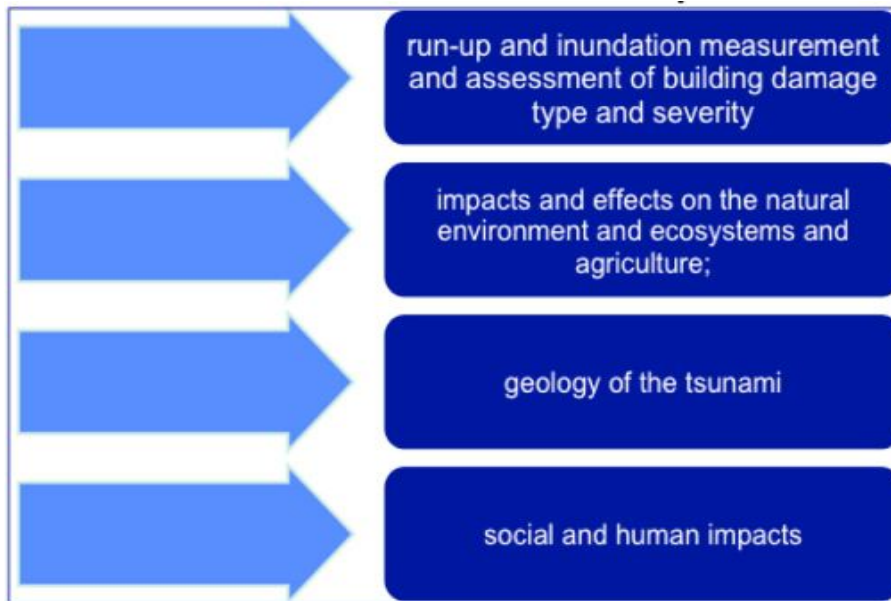 run-up and inundation measurement
and assessment of building damage
type and severity
impacts and effects on the natural
environment and ecosystems and
agriculture;
geology of the tsunami
social and human impacts